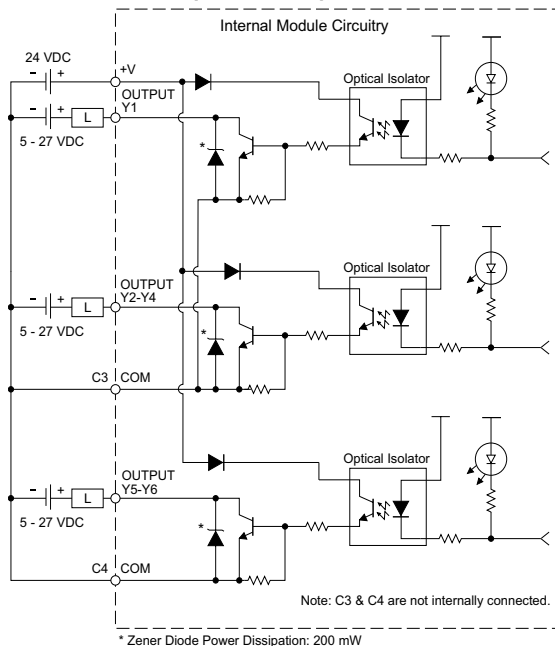 Internal Module Circuitry
24 VDC
- +
+V
Optical Isolator
OUTPUT
Y1
- +
L
5 - 27 VDC
*
OUTPUT
Y2-Y4
Optical Isolator
- +
L
5 - 27 VDC
*
C3
COM
OUTPUT
Y5-Y6
Optical Isolator
- +
L
5 - 27 VDC
*
C4
COM
Note: C3 & C4 are not internally connected.
* Zener Diode Power Dissipation: 200 mW